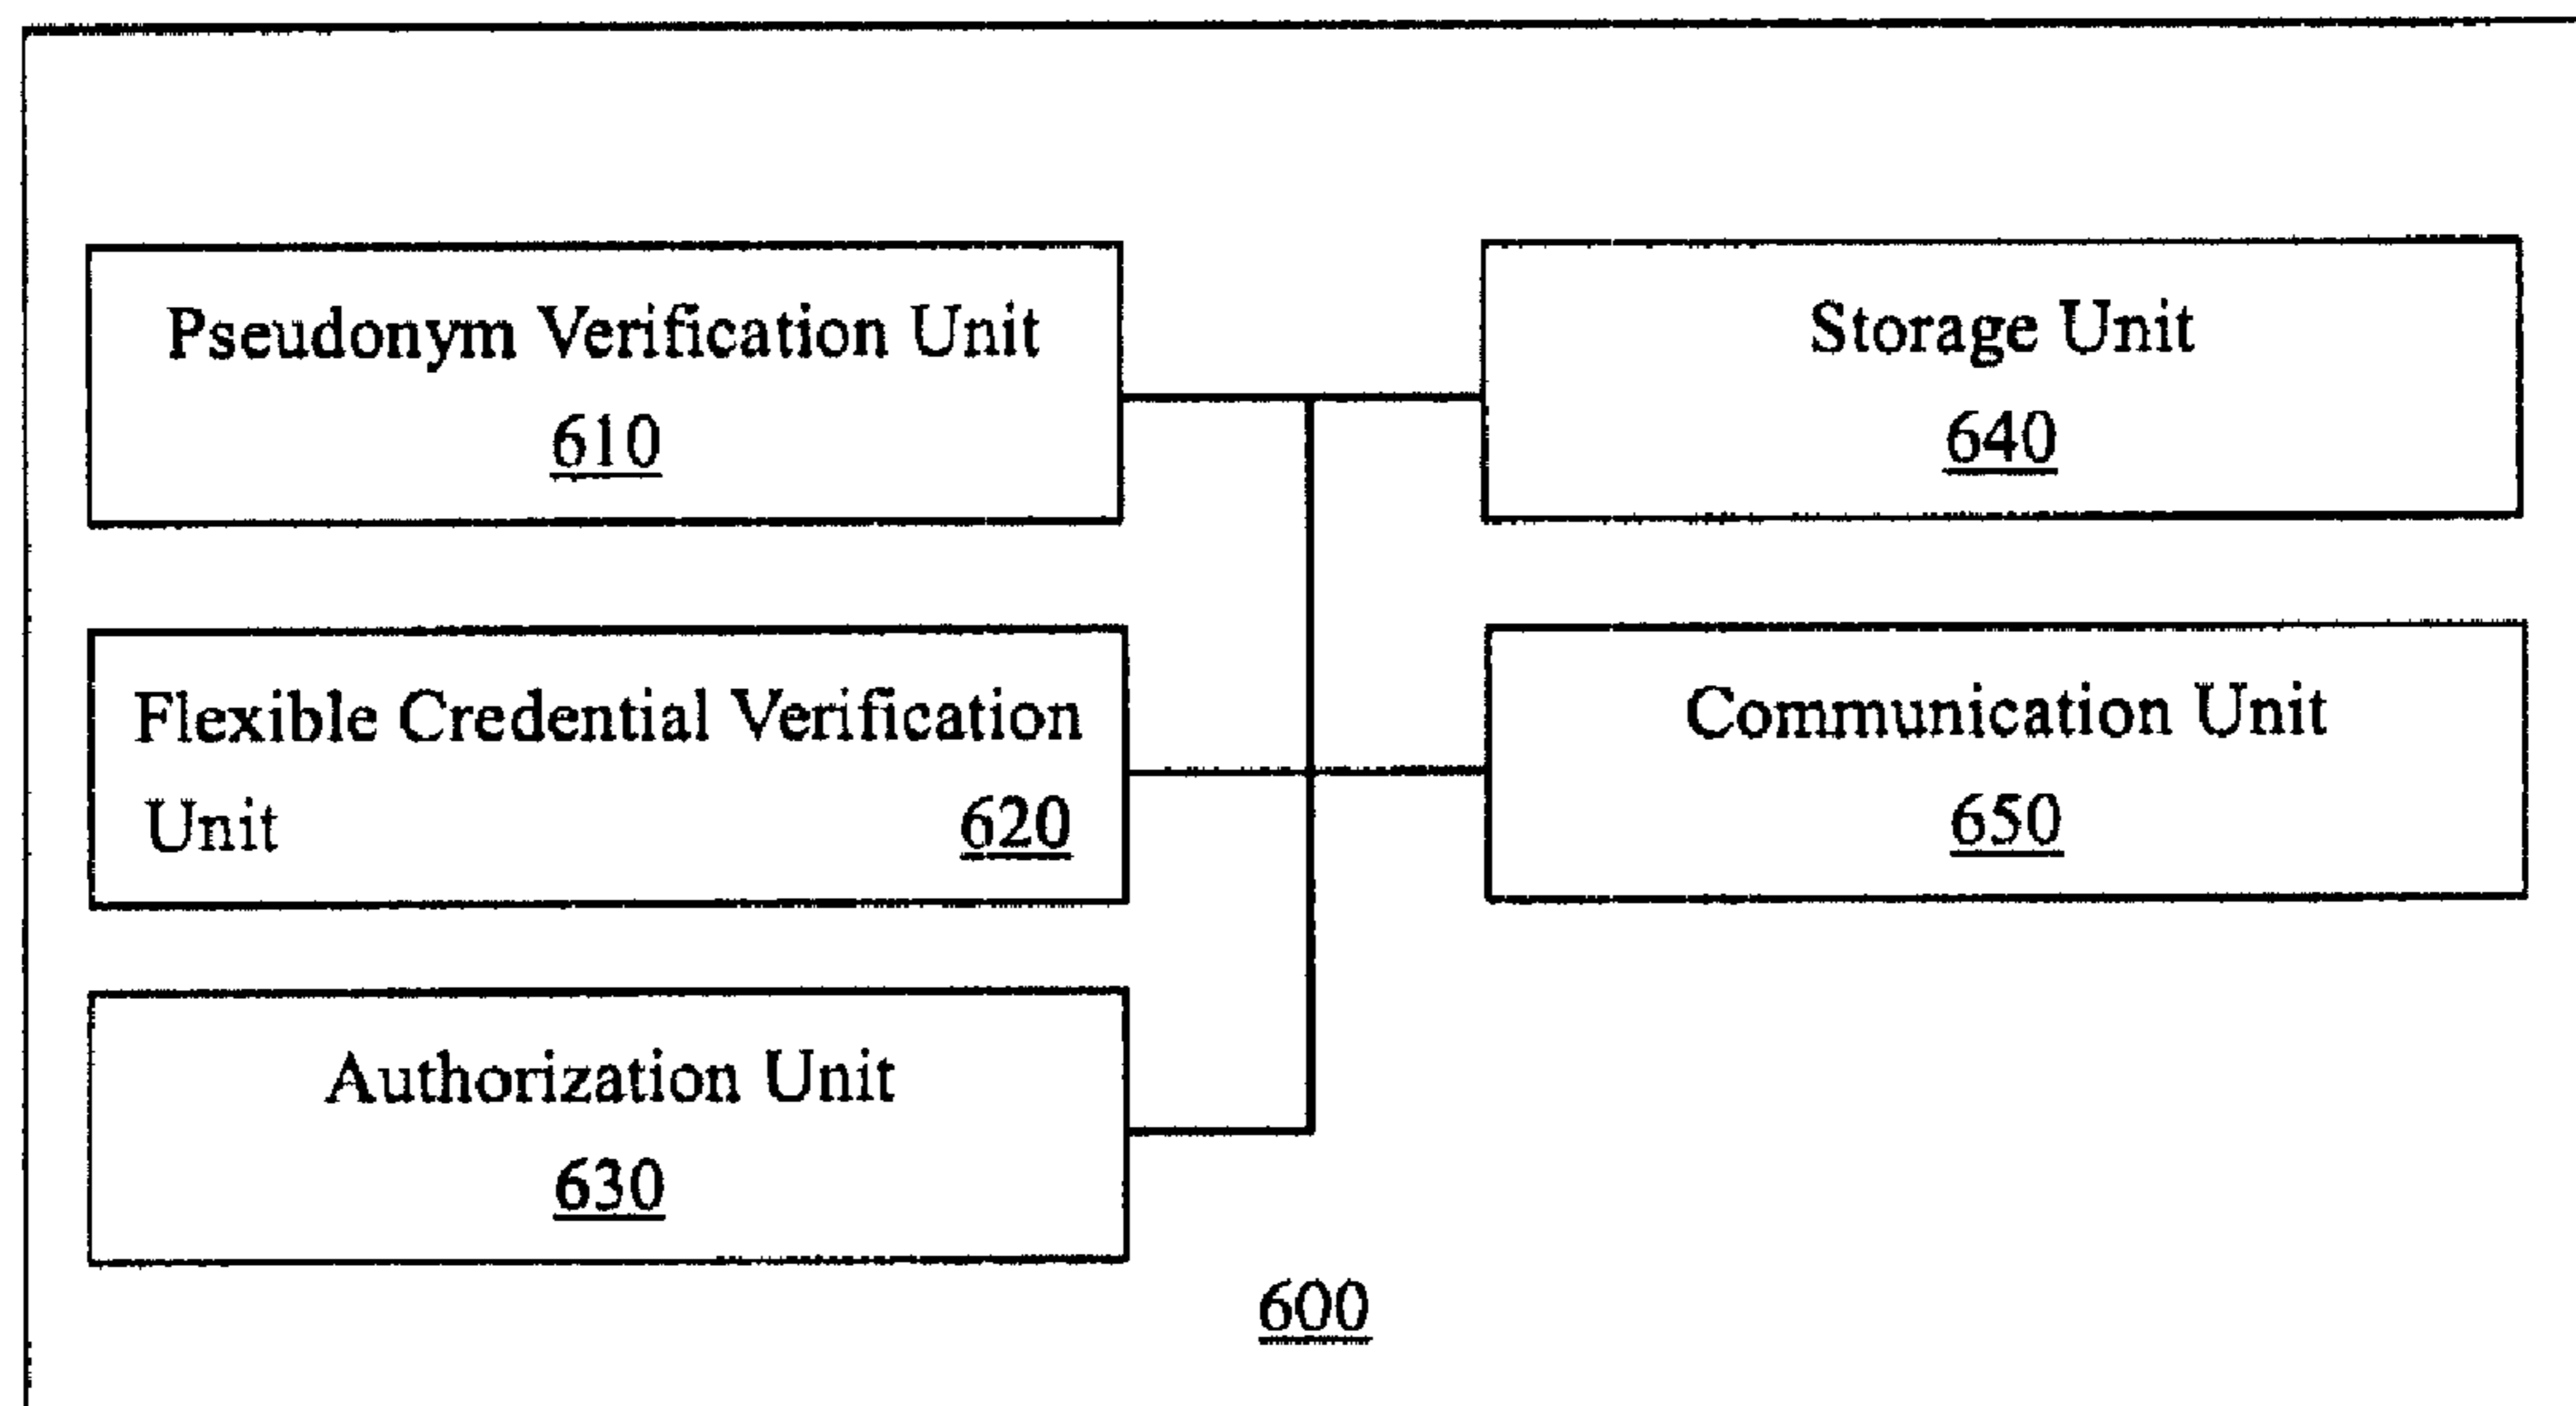 Pseudonym Verification Unit
610
Storage Unit
640
Flexible Credential Verification
Unit 620
Communication Unit
650
Authorization Unit
630
600